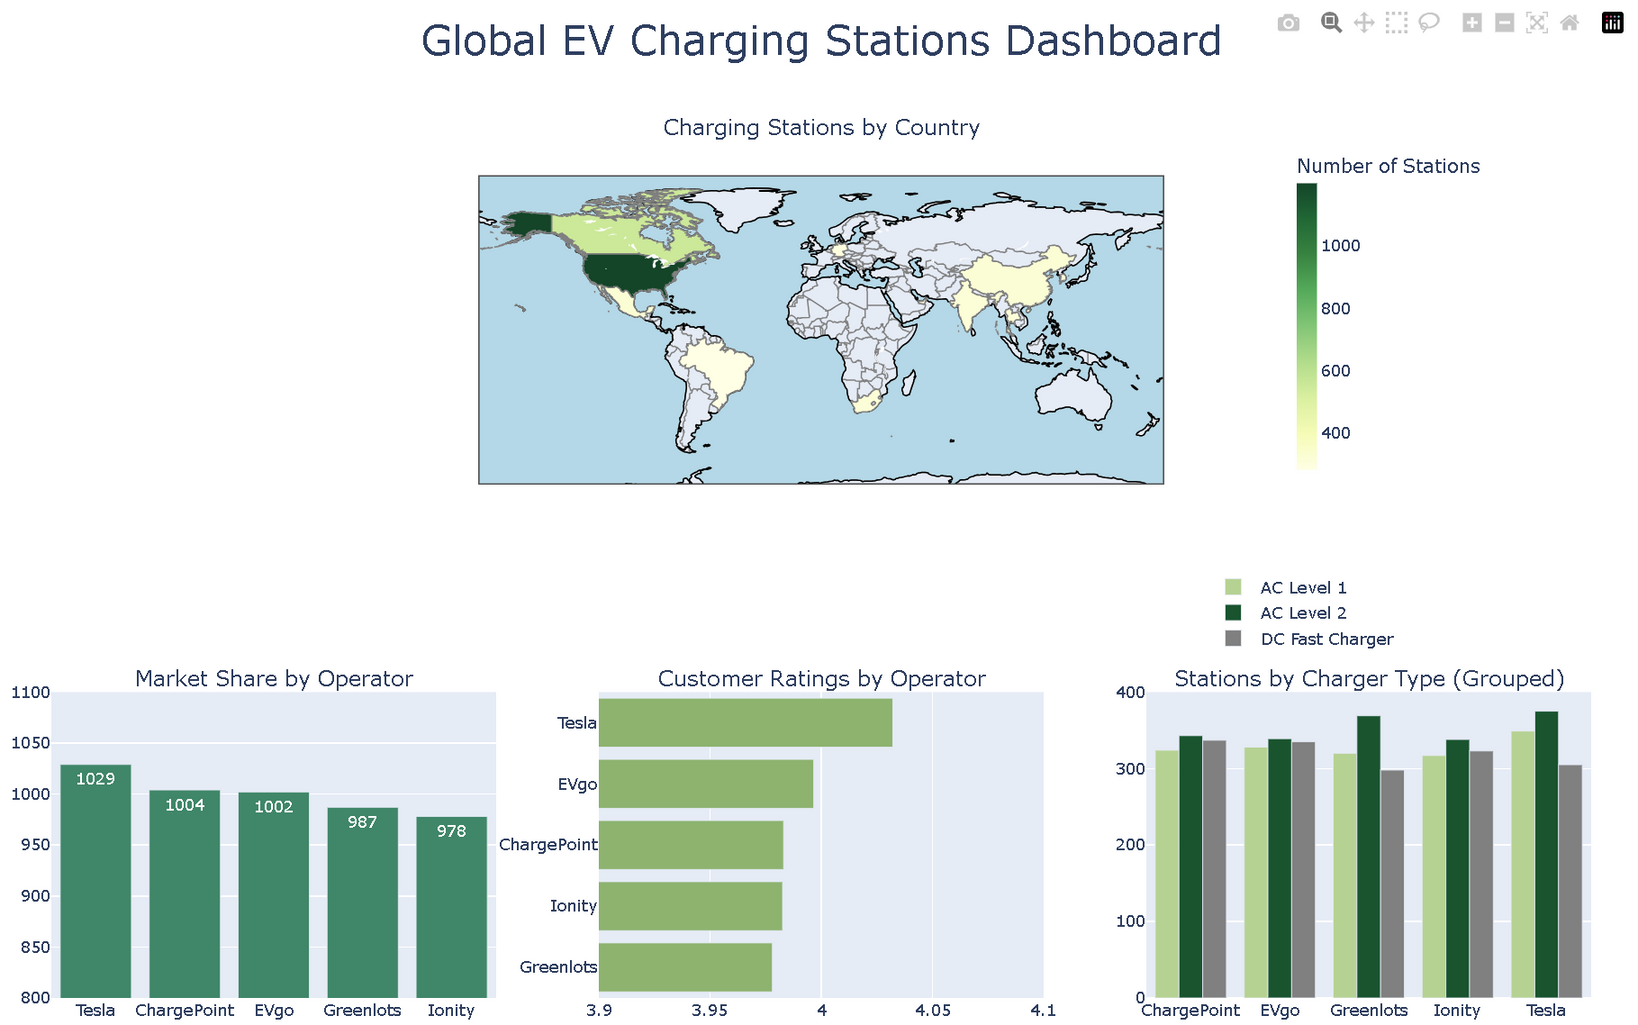 Global EV Charging Stations Dashboard
Charging Stations by Country
Number of Stations
1000
800
600
400
AC Level 1
AC Level 2
DC Fast Charger
Market Share by Operator
1100
1050
1000
950
900
850
800
1029
1004
1002
987
978
Tesla
ChargePoint
EVgo
Greenlots
Ionity
Customer Ratings by Operator
Tesla
EVgo
ChargePoint
Ionity
Greenlots
3.9
3.95
4
4.05
4.1
Stations by Charger Type (Grouped)
400
300
200
100
0
ChargePoint
EVgo
Greenlots
Ionity
Tesla